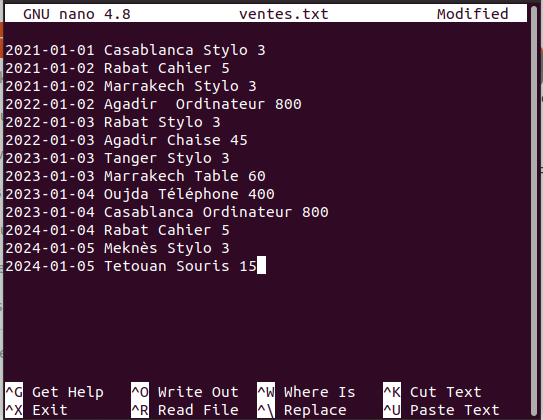 GNU nano 4.8 ventes.txt Modified
2021-01-01 Casablanca Stylo 3
2021-01-02 Rabat Cahier 5
2021-01-02 Marrakech Stylo 3
2022-01-02 Agadir  Ordinateur 800
2022-01-03 Rabat Stylo 3
2022-01-03 Agadir Chaise 45
2023-01-03 Tanger Stylo 3
2023-01-03 Marrakech Table 60
2023-01-04 Oujda Téléphone 400
2023-01-04 Casablanca Ordinateur 800
2024-01-04 Rabat Cahier 5
2024-01-05 Meknès Stylo 3
2024-01-05 Tetouan Souris 15
^G Get Help ^O Write Out ^W Where Is ^K Cut Text
^X Exit ^R Read File ^\ Replace ^U Paste Text